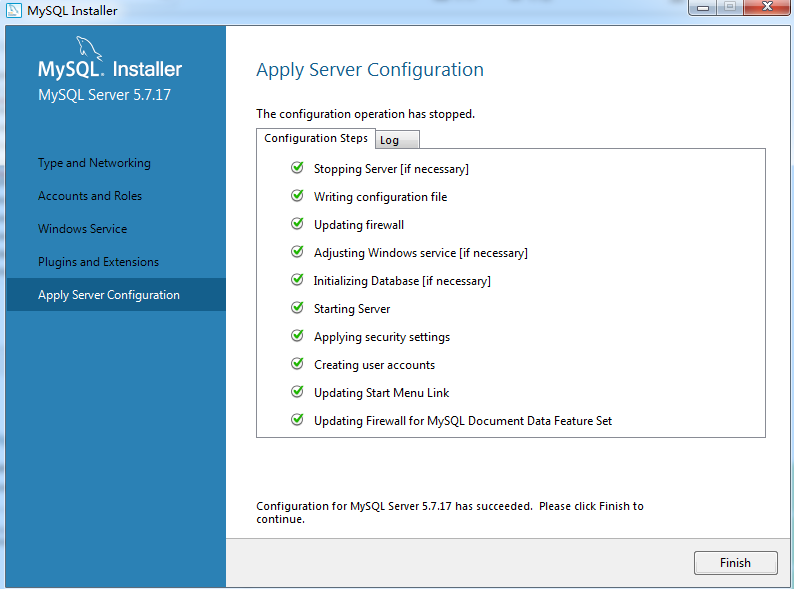 MySQL Installer
MySQL. Installer
MySQL Server 5.7.17
Type and Networking
Accounts and Roles
Windows Service
Plugins and Extensions
Apply Server Configuration
Apply Server Configuration
The configuration operation has stopped.
Configuration Steps
Log
Stopping Server [if necessary]
Writing configuration file
Updating firewall
Adjusting Windows service [if necessary]
Initializing Database [if necessary]
Starting Server
Applying security settings
Creating user accounts
Updating Start Menu Link
Updating Firewall for MySQL Document Data Feature Set
Configuration for MySQL Server 5.7.17 has succeeded.  Please click Finish to
continue.
Finish